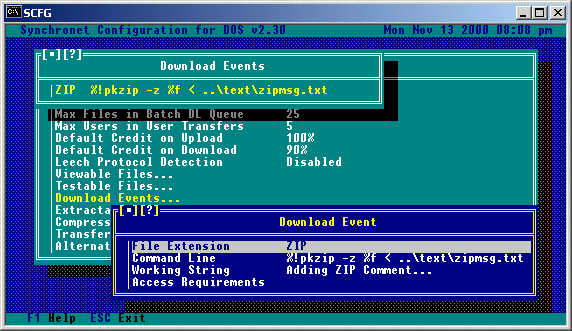 SCFG
Synchronet Configuration for DOS v2.30 Mon Nov 13 2000 08:08 pm
[▪][?]
Download Events
ZIP %!pkzip -z %f < ..\text\zipmsg.txt
Max Files in Batch DL Queue 25
Max Users in User Transfers 5
Default Credit on Upload 100%
Default Credit on Download 90%
Leech Protocol Detection Disabled
Viewable Files...
Testable Files...
Download Events...
Extracta
Compress
Transfer
Alternat
[▪][?]
Download Event
File Extension ZIP
Command Line %!pkzip -z %f < ..\text\zipmsg.txt
Working String Adding ZIP Comment...
Access Requirements
F1 Help ESC Exit